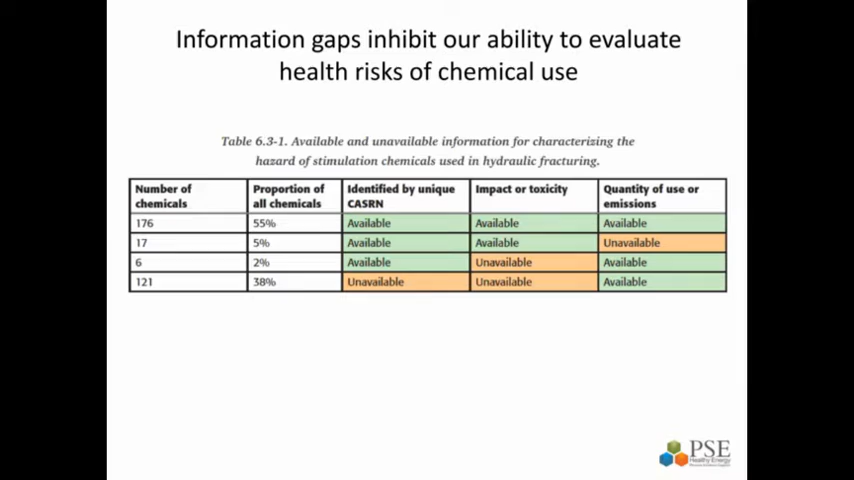 Information gaps inhibit our ability to evaluate
health risks of chemical use
Table 6.3-1. Available and unavailable information for characterizing the
hazard of stimulation chemicals used in hydraulic fracturing.
Number of chemicals Proportion of all chemicals Identified by unique CASRN Impact or toxicity Quantity of use or emissions
176 55% Available Available Available
17 5% Available Available Unavailable
6 2% Available Unavailable Available
121 38% Unavailable Unavailable Available
PSE
Healthy Energy